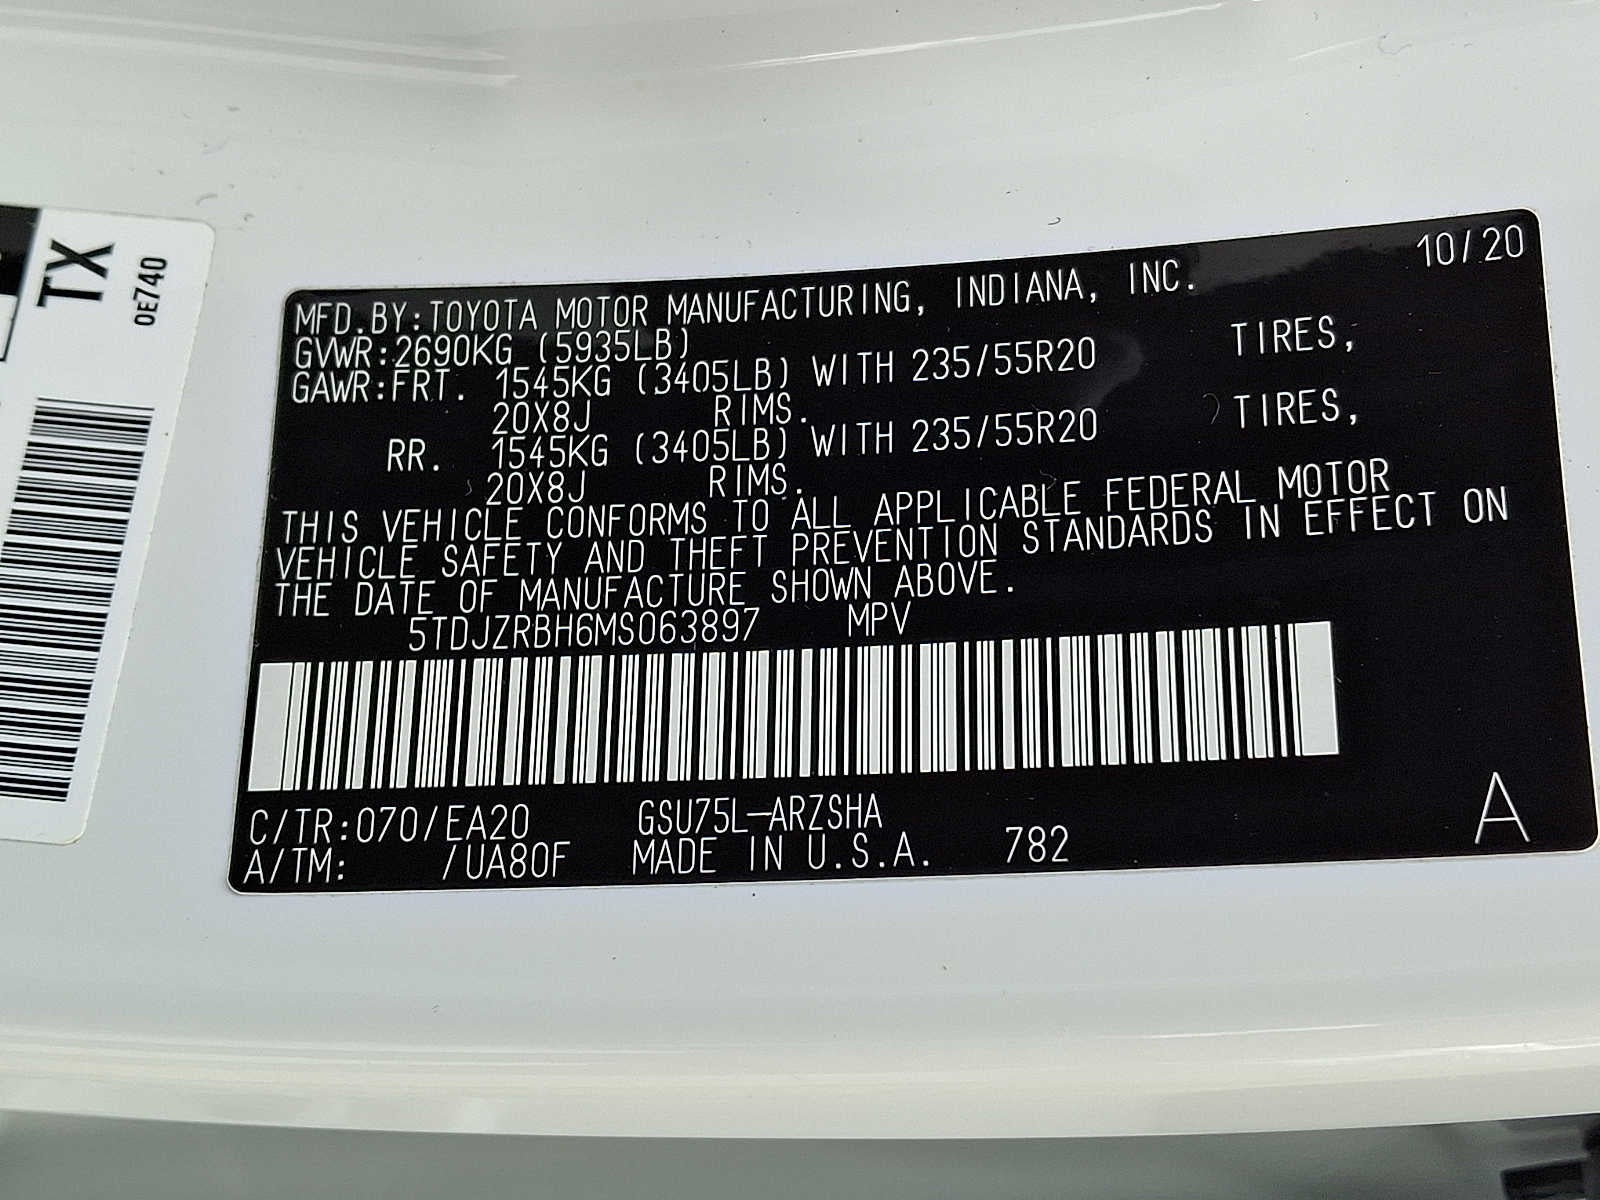 TX
0E740
10/20
MFD.BY:TOYOTA MOTOR MANUFACTURING, INDIANA, INC.
GVWR:2690KG (5935LB)
GAWR:FRT. 1545KG (3405LB) WITH 235/55R20 TIRES,
20X8J RIMS.
RR. 1545KG (3405LB) WITH 235/55R20 TIRES,
20X8J RIMS.
THIS VEHICLE CONFORMS TO ALL APPLICABLE FEDERAL MOTOR
VEHICLE SAFETY AND THEFT PREVENTION STANDARDS IN EFFECT ON
THE DATE OF MANUFACTURE SHOWN ABOVE.
5TDJZRBH6MS063897 MPV
C/TR:070/EA20 GSU75L-ARZSHA
A/TM: /UA80F MADE IN U.S.A. 782
A